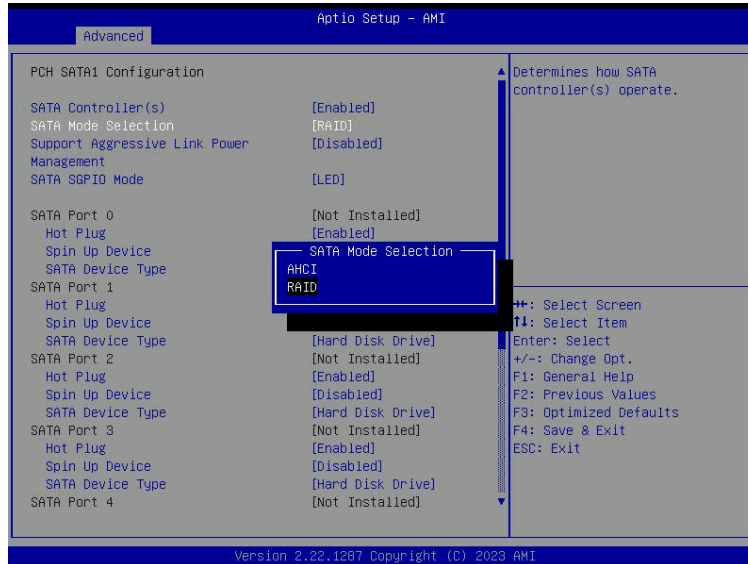 Aptio Setup - AMI
Advanced
PCH SATA1 Configuration
Determines how SATA
controller(s) operate.
SATA Controller(s) [Enabled]
SATA Mode Selection [RAID]
Support Aggressive Link Power [Disabled]
Management
SATA SGPIO Mode [LED]
SATA Port 0 [Not Installed]
Hot Plug [Enabled]
Spin Up Device
SATA Device Type
SATA Port 1
Hot Plug
Spin Up Device
SATA Mode Selection
AHCI
RAID
SATA Device Type [Hard Disk Drive]
SATA Port 2 [Not Installed]
Hot Plug [Enabled]
Spin Up Device [Disabled]
SATA Device Type [Hard Disk Drive]
SATA Port 3 [Not Installed]
Hot Plug [Enabled]
Spin Up Device [Disabled]
SATA Device Type [Hard Disk Drive]
SATA Port 4 [Not Installed]
→←: Select Screen
↑↓: Select Item
Enter: Select
+/-: Change Opt.
F1: General Help
F2: Previous Values
F3: Optimized Defaults
F4: Save & Exit
ESC: Exit
Version 2.22.1287 Copyright (C) 2023 AMI